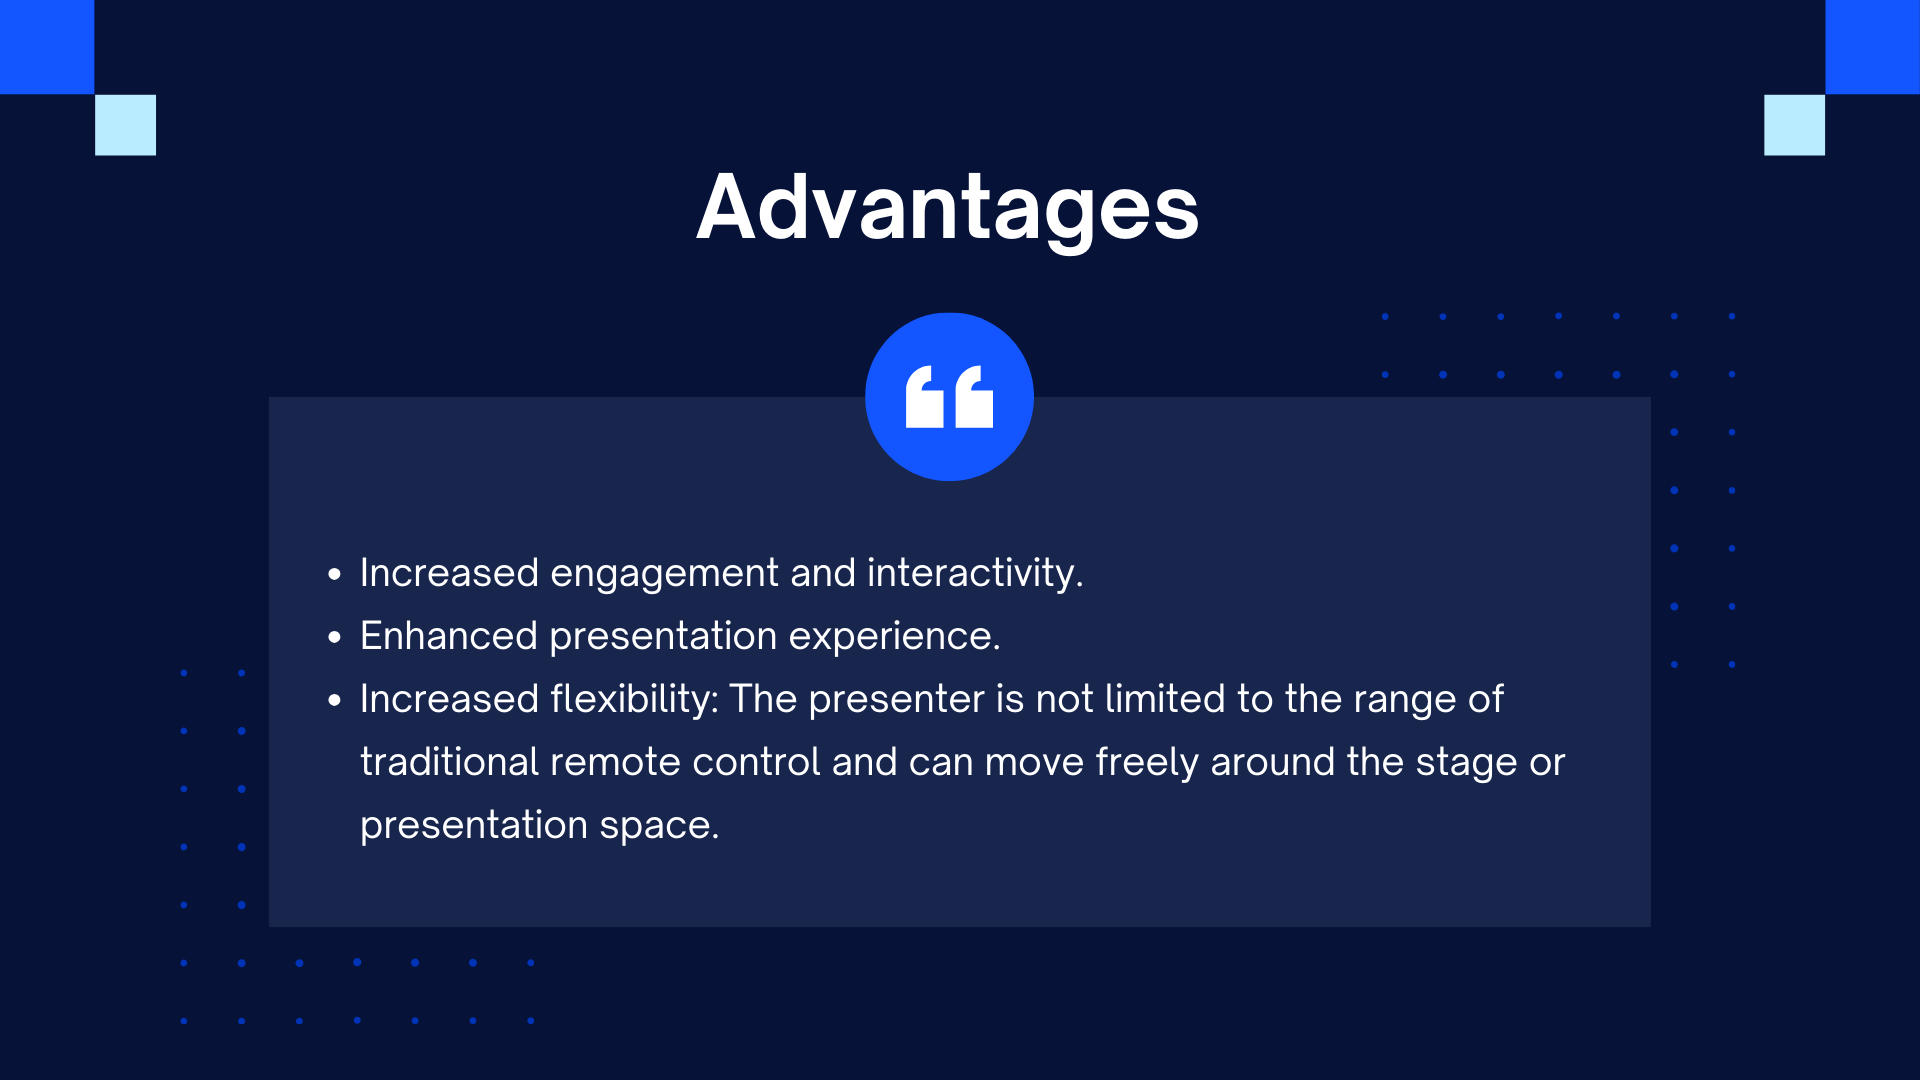 Advantages
• Increased engagement and interactivity.
• Enhanced presentation experience.
• Increased flexibility: The presenter is not limited to the range of
traditional remote control and can move freely around the stage or
presentation space.